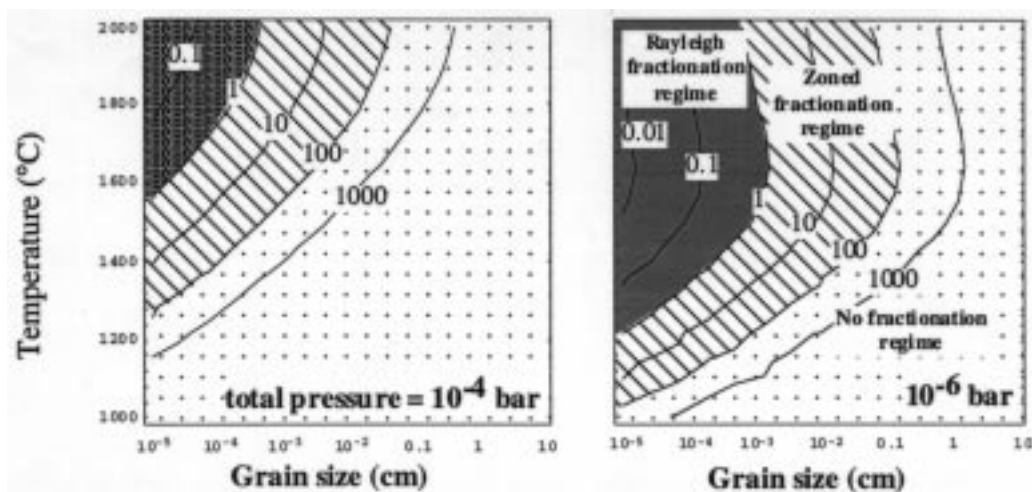 Temperature (°C)
2000
1800
1600
1400
1200
1000
0.1
1
10
100
1000
total pressure = 10⁻⁴ bar
10⁻⁵ 10⁻⁴ 10⁻³ 10⁻² 0.1 1 10
Grain size (cm)
Rayleigh
fractionation
regime
Zoned
fractionation
regime
0.01
0.1
1
10
100
1000
No fractionation
regime
10⁻⁶ bar
10⁻⁵ 10⁻⁴ 10⁻³ 10⁻² 0.1 1 10
Grain size (cm)